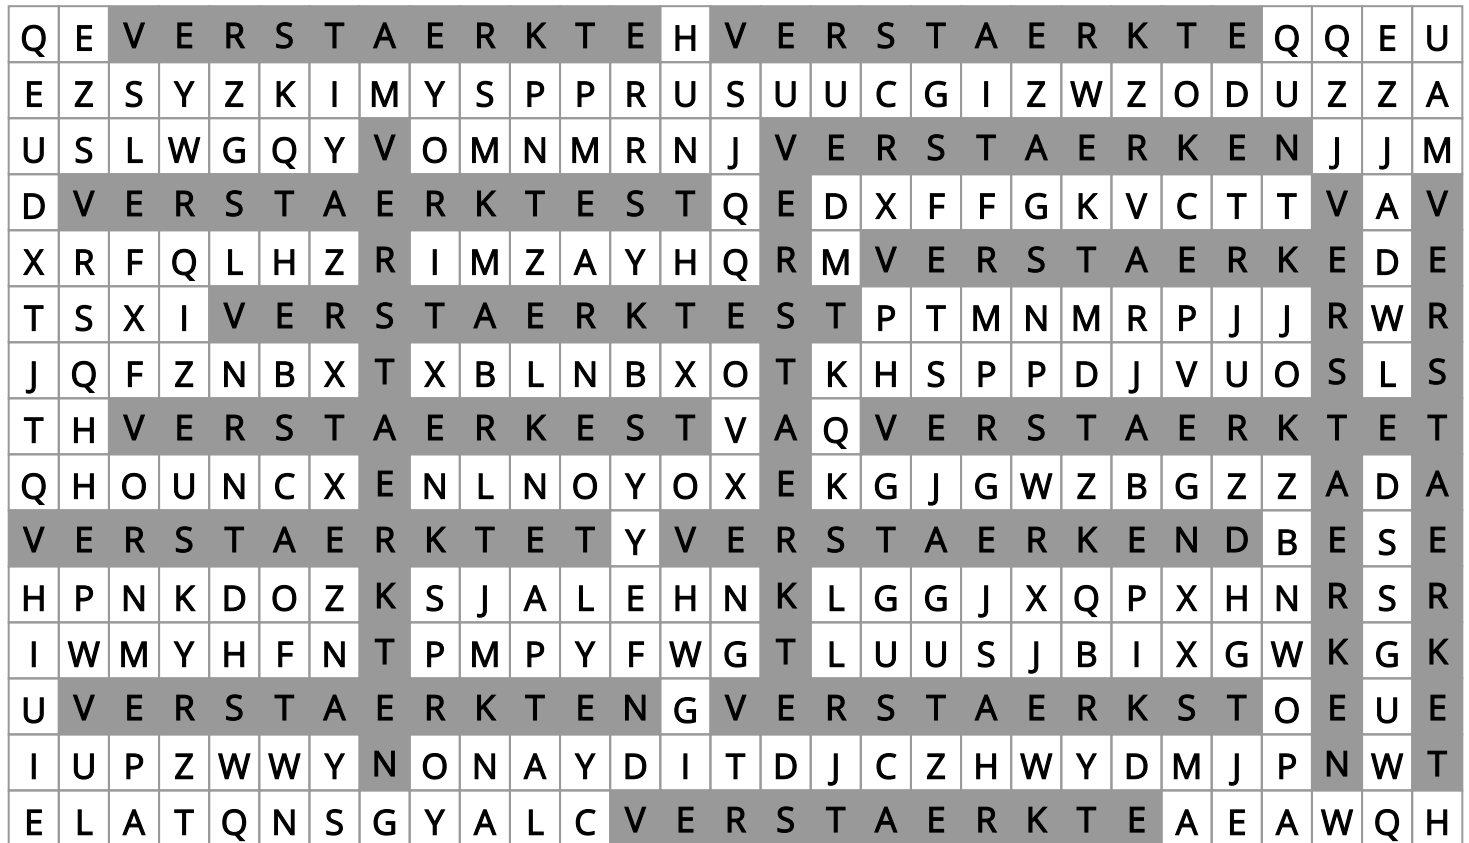 Q E V E R S T A E R K T E H V E R S T A E R K T E Q Q E U
E Z S Y Z K I M Y S P P R U S U U C G I Z W Z O D U Z Z A
U S L W G Q Y V O M N M R N J V E R S T A E R K E N J J M
D V E R S T A E R K T E S T Q E D X F F G K V C T T V A V
X R F Q L H Z R I M Z A Y H Q R M V E R S T A E R K E D E
T S X I V E R S T A E R K T E S T P T M N M R P J J R W R
J Q F Z N B X T X B L N B X O T K H S P P D J V U O S L S
T H V E R S T A E R K E S T V A Q V E R S T A E R K T E T
Q H O U N C X E N L N O Y O X E K G J G W Z B G Z Z A D A
V E R S T A E R K T E T Y V E R S T A E R K E N D B E S E
H P N K D O Z K S J A L E H N K L G G J X Q P X H N R S R
I W M Y H F N T P M P Y F W G T L U U S J B I X G W K G K
U V E R S T A E R K T E N G V E R S T A E R K S T O E U E
I U P Z W W Y N O N A Y D I T D J C Z H W Y D M J P N W T
E L A T Q N S G Y A L C V E R S T A E R K T E A E A W Q H